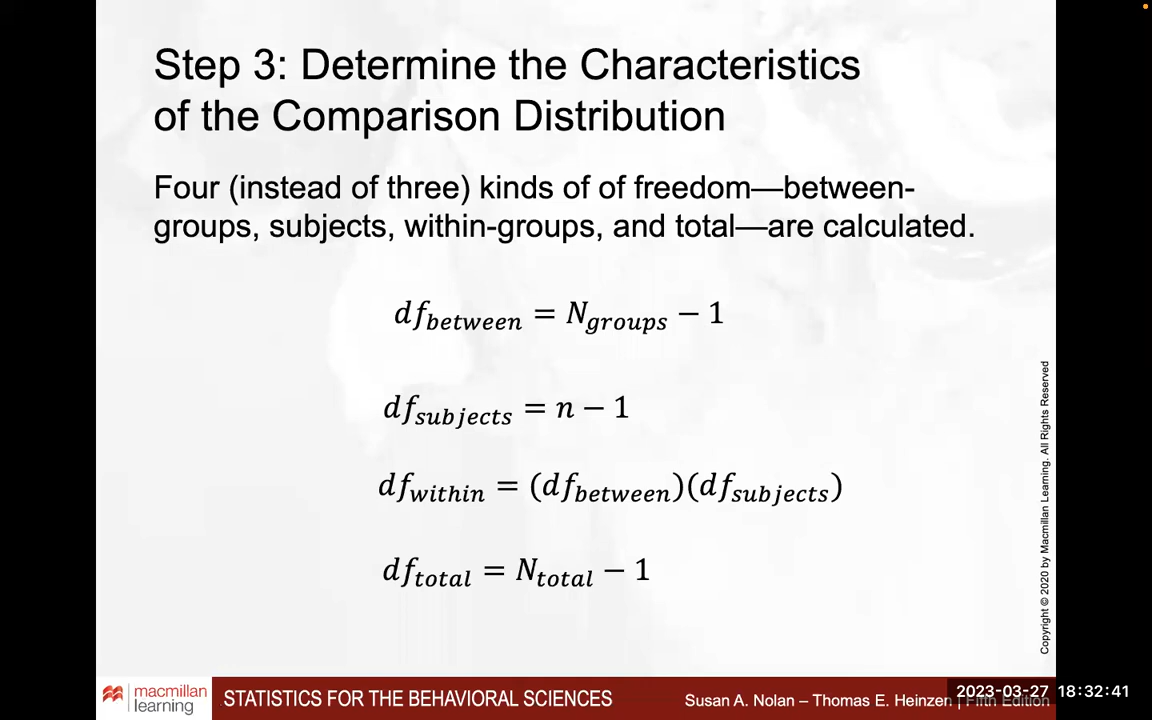 Step 3: Determine the Characteristics
of the Comparison Distribution
Four (instead of three) kinds of of freedom—between-
groups, subjects, within-groups, and total—are calculated.
df_between = N_groups − 1
df_subjects = n − 1
df_within = (df_between)(df_subjects)
df_total = N_total − 1
Copyright © 2020 by Macmillan Learning. All Rights Reserved
macmillan
learning
STATISTICS FOR THE BEHAVIORAL SCIENCES
Susan A. Nolan – Thomas E. Heinzen | Fifth Edition
2023-03-27 18:32:41